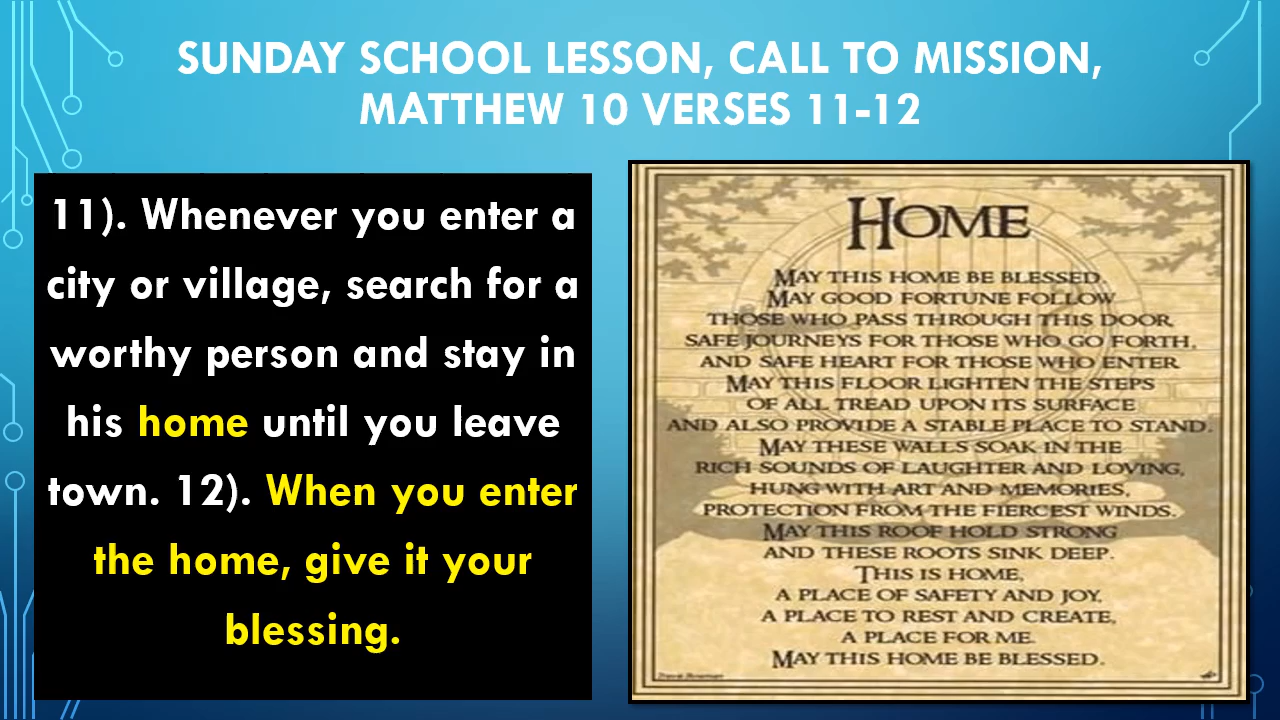 SUNDAY SCHOOL LESSON, CALL TO MISSION,
MATTHEW 10 VERSES 11-12
11). Whenever you enter a
city or village, search for a
worthy person and stay in
his home until you leave
town. 12). When you enter
the home, give it your
blessing.
HOME
MAY THIS HOME BE BLESSED.
MAY GOOD FORTUNE FOLLOW
THOSE WHO PASS THROUGH THIS DOOR,
SAFE JOURNEYS FOR THOSE WHO GO FORTH,
AND SAFE HEART FOR THOSE WHO ENTER
MAY THIS FLOOR LIGHTEN THE STEPS
OF ALL TREAD UPON ITS SURFACE
AND ALSO PROVIDE A STABLE PLACE TO STAND.
MAY THESE WALLS SOAK IN THE
RICH SOUNDS OF LAUGHTER AND LOVING,
HUNG WITH ART AND MEMORIES,
PROTECTION FROM THE FIERCEST WINDS.
MAY THIS ROOF HOLD STRONG
AND THESE ROOTS SINK DEEP.
THIS IS HOME,
A PLACE OF SAFETY AND JOY,
A PLACE TO REST AND CREATE,
A PLACE FOR ME.
MAY THIS HOME BE BLESSED.